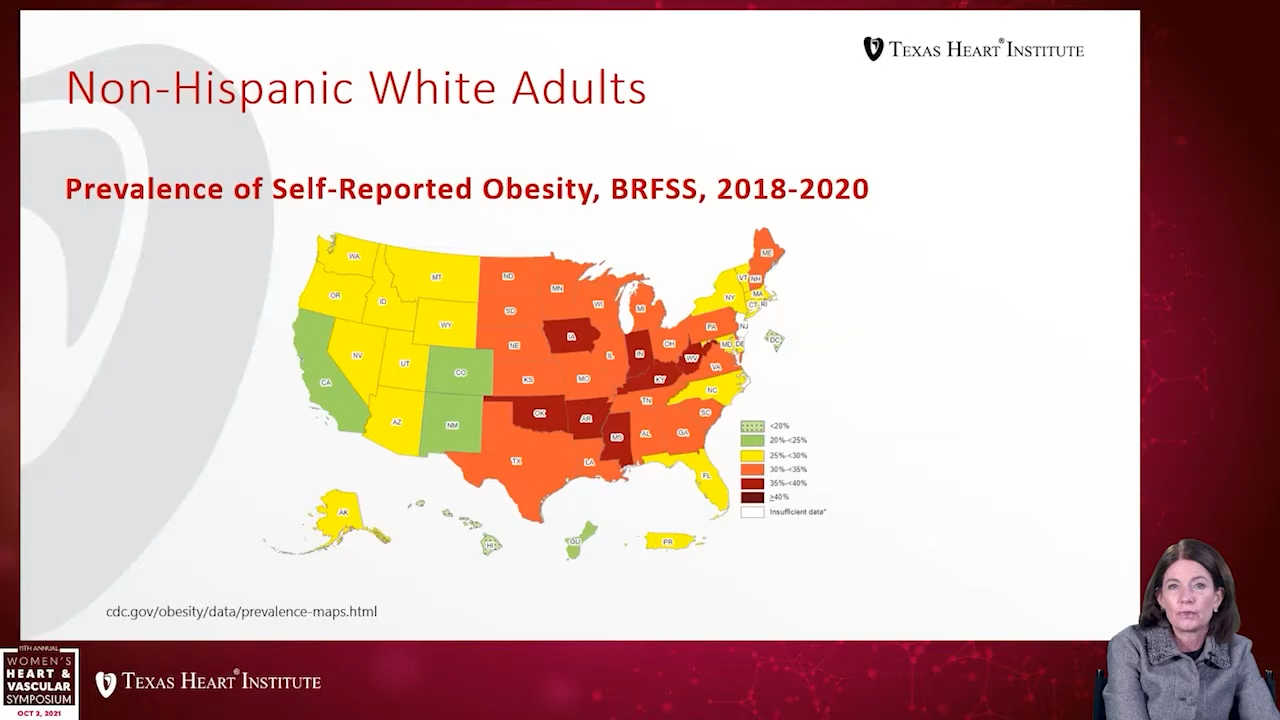 TEXAS HEART® INSTITUTE
Non-Hispanic White Adults
Prevalence of Self-Reported Obesity, BRFSS, 2018-2020
WA
MT
ND
MN
ME
VT
NH
OR
ID
SD
WI
MI
NY
MA
CT
RI
WY
IA
PA
NJ
NE
IL
IN
OH
MD
DE
DC
NV
UT
CO
KS
MO
KY
WV
VA
CA
AZ
NM
OK
AR
TN
NC
SC
MS
AL
GA
TX
LA
FL
AK
HI
GU
PR
<20%
20%-<25%
25%-<30%
30%-<35%
35%-<40%
≥40%
Insufficient data*
cdc.gov/obesity/data/prevalence-maps.html
11TH ANNUAL
WOMEN'S
HEART &
VASCULAR
SYMPOSIUM
OCT 2, 2021
TEXAS HEART® INSTITUTE